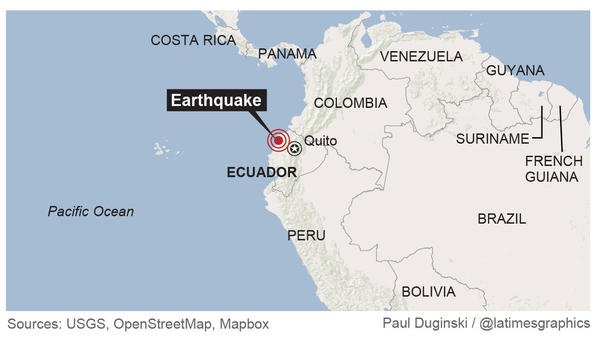 COSTA RICA
PANAMA
VENEZUELA
GUYANA
Earthquake
COLOMBIA
Quito
SURINAME
FRENCH
GUIANA
ECUADOR
Pacific Ocean
BRAZIL
PERU
BOLIVIA
Sources: USGS, OpenStreetMap, Mapbox
Paul Duginski / @latimesgraphics